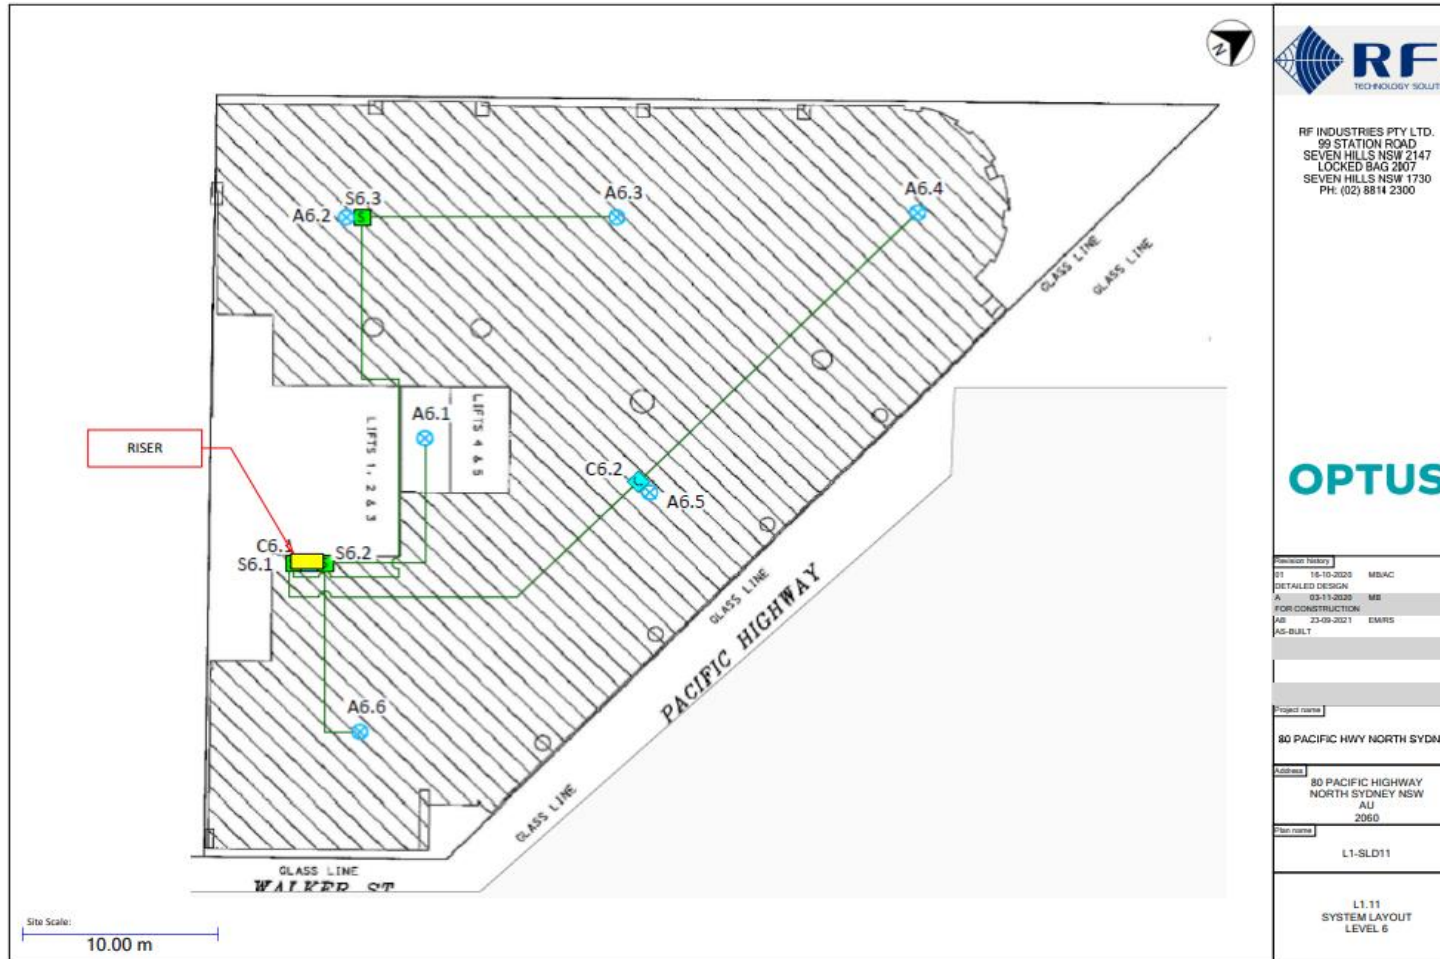 N
RF
TECHNOLOGY SOLUT
RF INDUSTRIES PTY LTD.
99 STATION ROAD
SEVEN HILLS NSW 2147
LOCKED BAG 2007
SEVEN HILLS NSW 1730
PH: (02) 8814 2300
S6.3
A6.2
A6.3
A6.4
GLASS LINE
GLASS LINE
A6.1
LIFTS 4 & 5
LIFTS 1, 2 & 3
RISER
C6.2
A6.5
C6.
S6.1
S6.2
OPTUS
GLASS LINE
PACIFIC HIGHWAY
A6.6
GLASS LINE
GLASS LINE
WALKER ST
Site Scale:
10.00 m
Revision history
01 16-10-2020 MB/AC
DETAILED DESIGN
A 03-11-2020 MB
FOR CONSTRUCTION
AB 23-09-2021 EM/RS
AS-BUILT
Project name
80 PACIFIC HWY NORTH SYDN
Address
80 PACIFIC HIGHWAY
NORTH SYDNEY NSW
AU
2060
Plan name
L1-SLD11
L1.11
SYSTEM LAYOUT
LEVEL 6